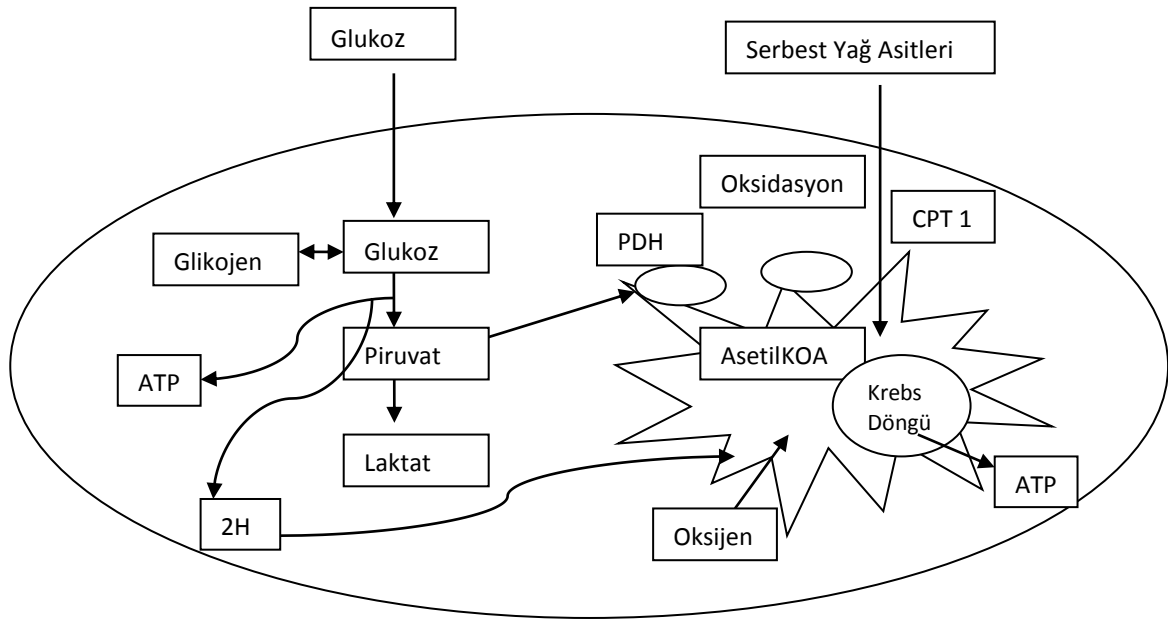 Glukoz
Serbest Yağ Asitleri
Oksidasyon
CPT 1
PDH
Glikojen
Glukoz
Piruvat
AsetilKOA
ATP
Krebs
Döngü
Laktat
ATP
2H
Oksijen